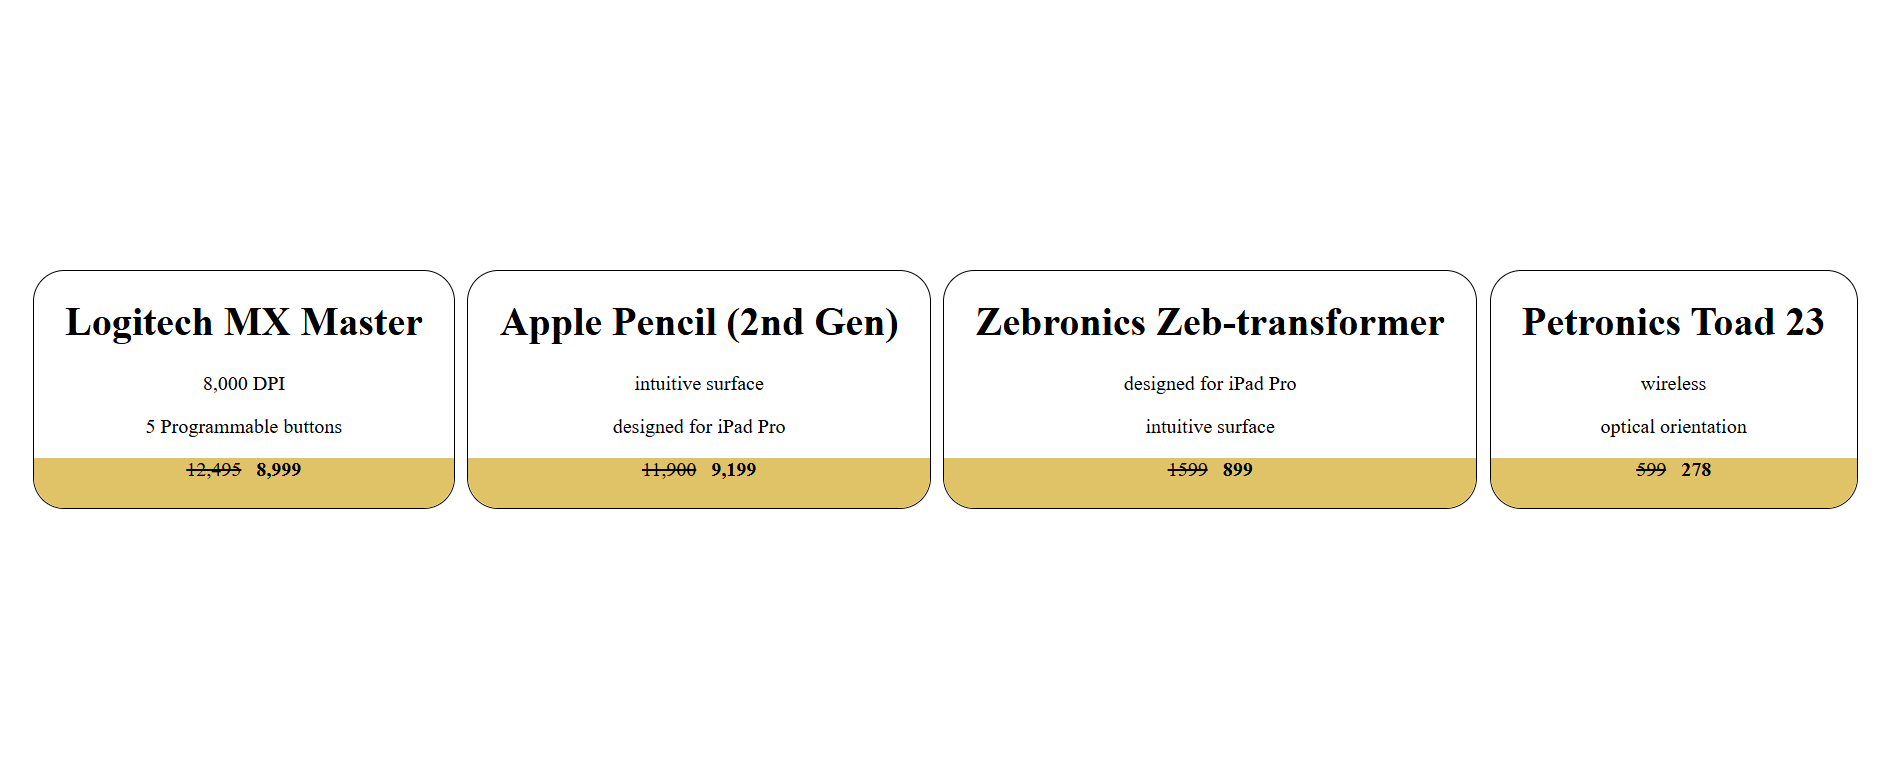 Logitech MX Master
8,000 DPI
5 Programmable buttons
12,495 8,999
Apple Pencil (2nd Gen)
intuitive surface
designed for iPad Pro
11,900 9,199
Zebronics Zeb-transformer
designed for iPad Pro
intuitive surface
1599 899
Petronics Toad 23
wireless
optical orientation
599 278